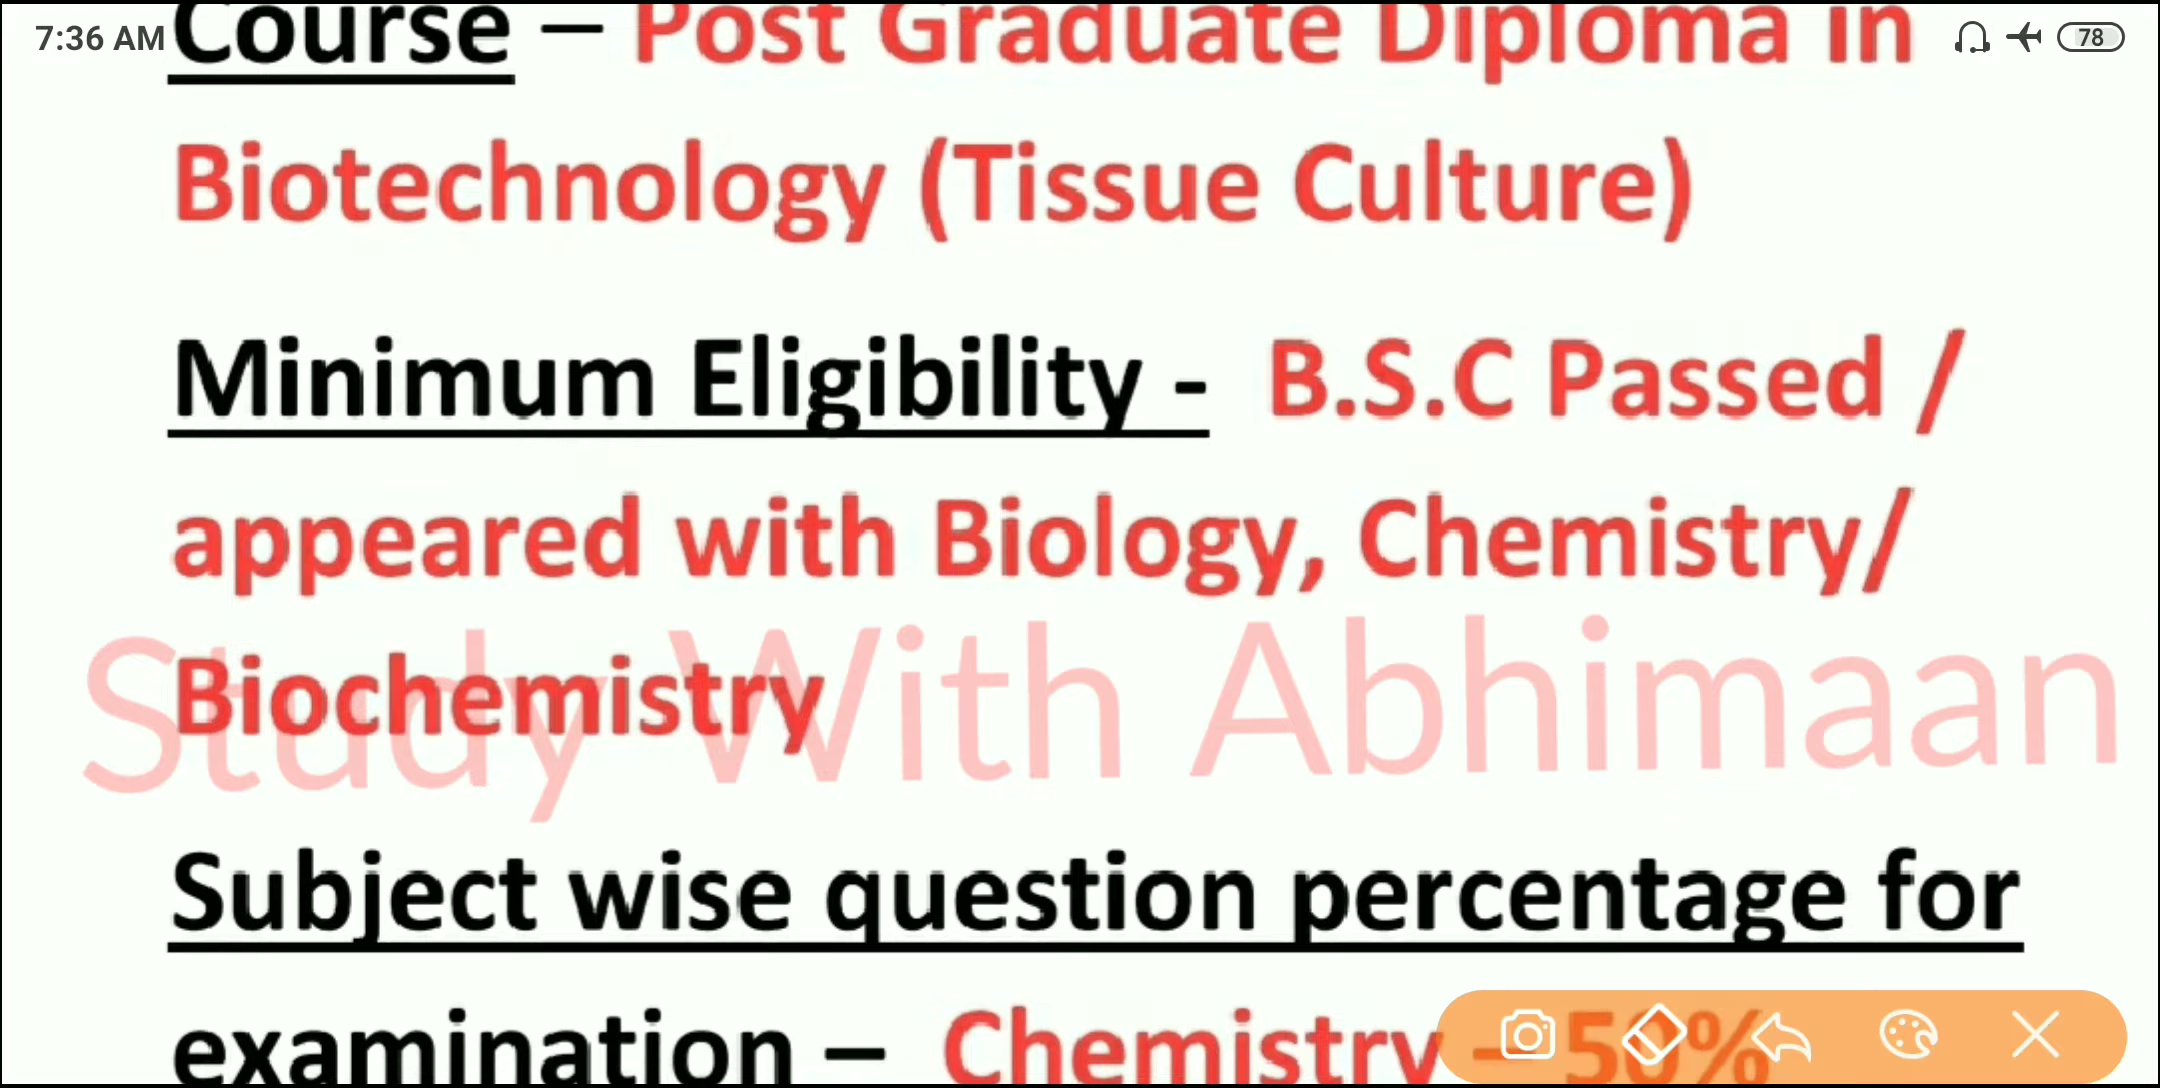 7:36 AM
78
Course – Post Graduate Diploma in
Biotechnology (Tissue Culture)
Minimum Eligibility - B.S.C Passed /
appeared with Biology, Chemistry/
Biochemistry
Study With Abhimaan
Subject wise question percentage for
examination – Chemistry – 50%